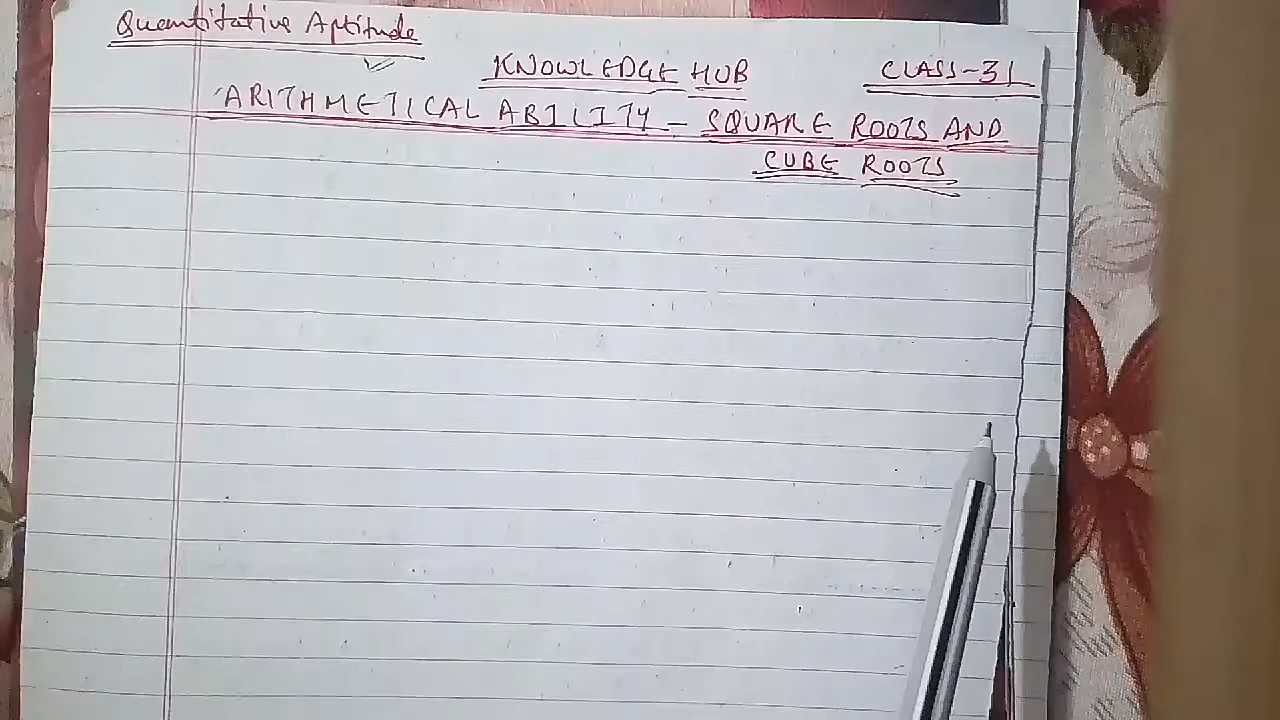 Quantitative Aptitude
KNOWLEDGE HUB CLASS-31
ARITHMETICAL ABILITY - SQUARE ROOTS AND
CUBE ROOTS